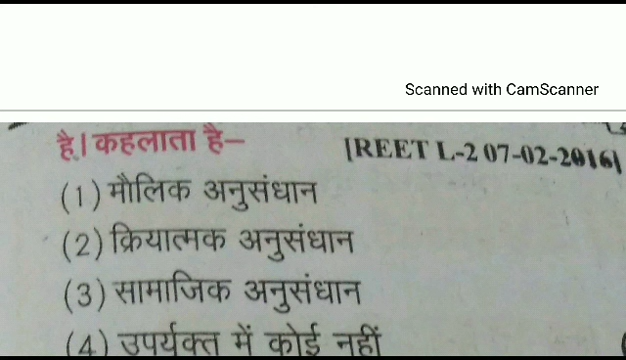 Scanned with CamScanner
है। कहलाता है–
[REET L-2 07-02-2016]
(1) मौलिक अनुसंधान
(2) क्रियात्मक अनुसंधान
(3) सामाजिक अनुसंधान
(4) उपर्यक्त में कोई नहीं